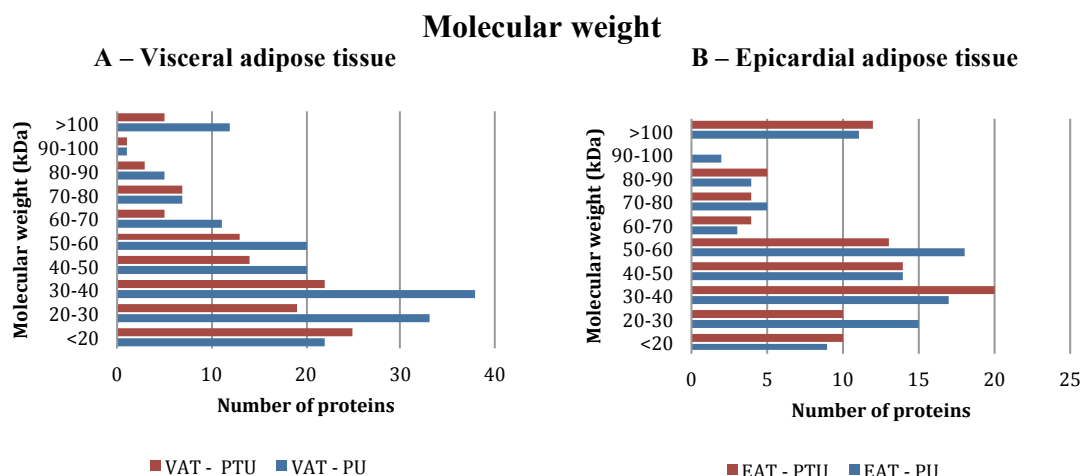 Molecular weight
A – Visceral adipose tissue
Molecular weight (kDa)
>100
90-100
80-90
70-80
60-70
50-60
40-50
30-40
20-30
<20
0 10 20 30 40
Number of proteins
VAT - PTU VAT - PU
B – Epicardial adipose tissue
Molecular weight (kDa)
>100
90-100
80-90
70-80
60-70
50-60
40-50
30-40
20-30
<20
0 5 10 15 20 25
Number of proteins
EAT - PTU EAT - PU